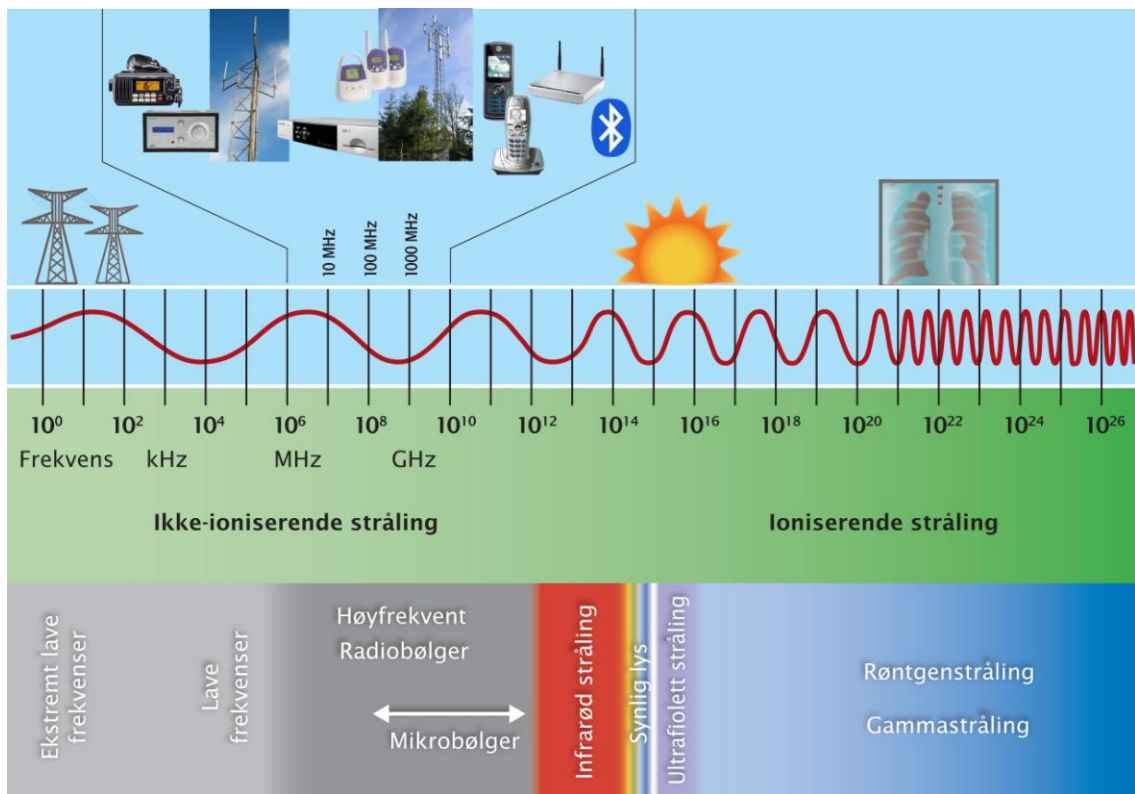 10 MHz
100 MHz
1000 MHz
10⁰ 10² 10⁴ 10⁶ 10⁸ 10¹⁰ 10¹² 10¹⁴ 10¹⁶ 10¹⁸ 10²⁰ 10²² 10²⁴ 10²⁶
Frekvens kHz MHz GHz
Ikke-ioniserende stråling Ioniserende stråling
Ekstremt lave
frekvenser
Lave
frekvenser
Høyfrekvent
Radiobølger
Mikrobølger
Infrarød stråling
Synlig lys
Ultrafiolett stråling
Røntgenstråling
Gammastråling